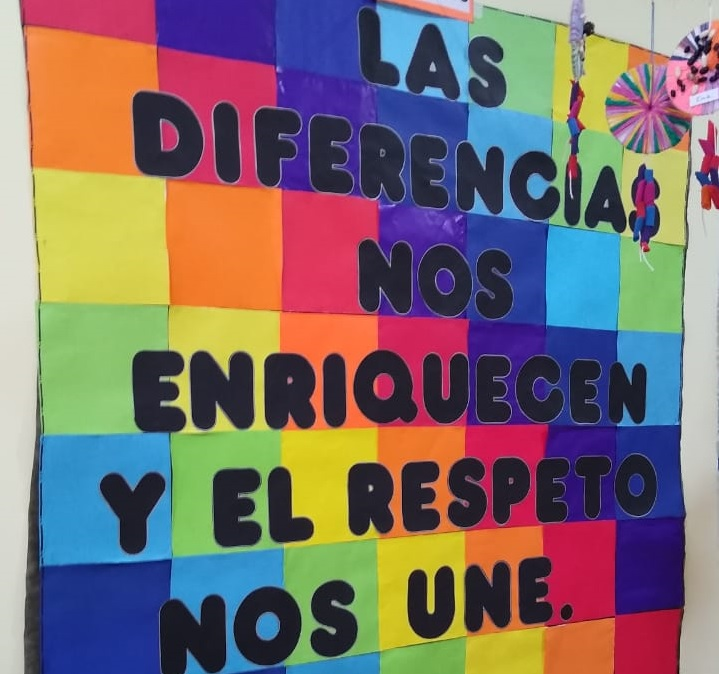 LAS
DIFERENCIAS
NOS
ENRIQUECEN
Y EL RESPETO
NOS UNE.